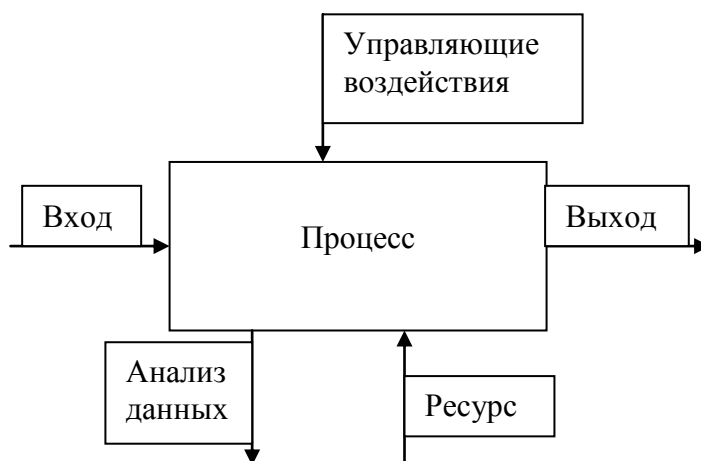 Управляющие
воздействия
Вход
Процесс
Выход
Анализ
данных
Ресурс